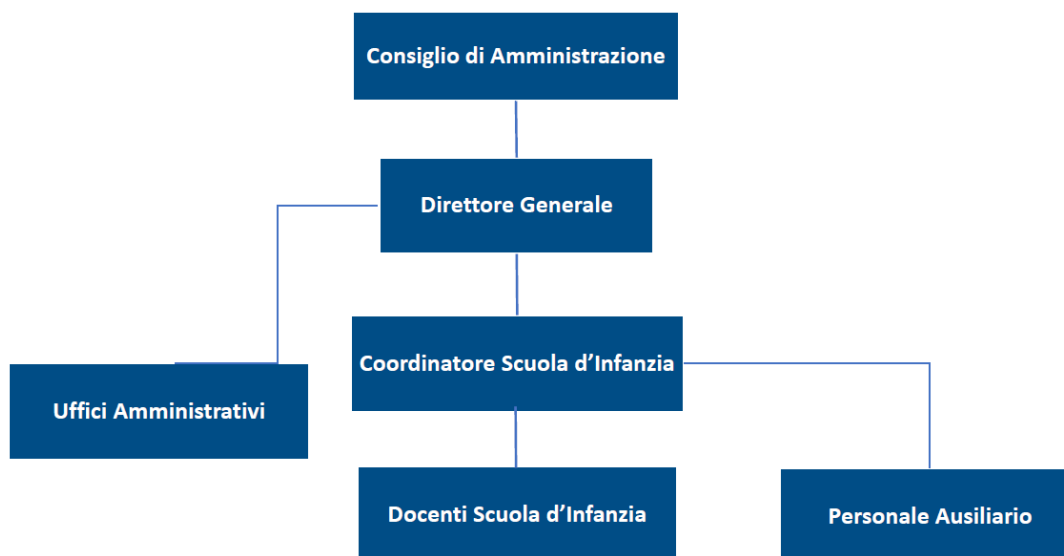 Consiglio di Amministrazione
Direttore Generale
Coordinatore Scuola d’Infanzia
Uffici Amministrativi
Docenti Scuola d’Infanzia
Personale Ausiliario